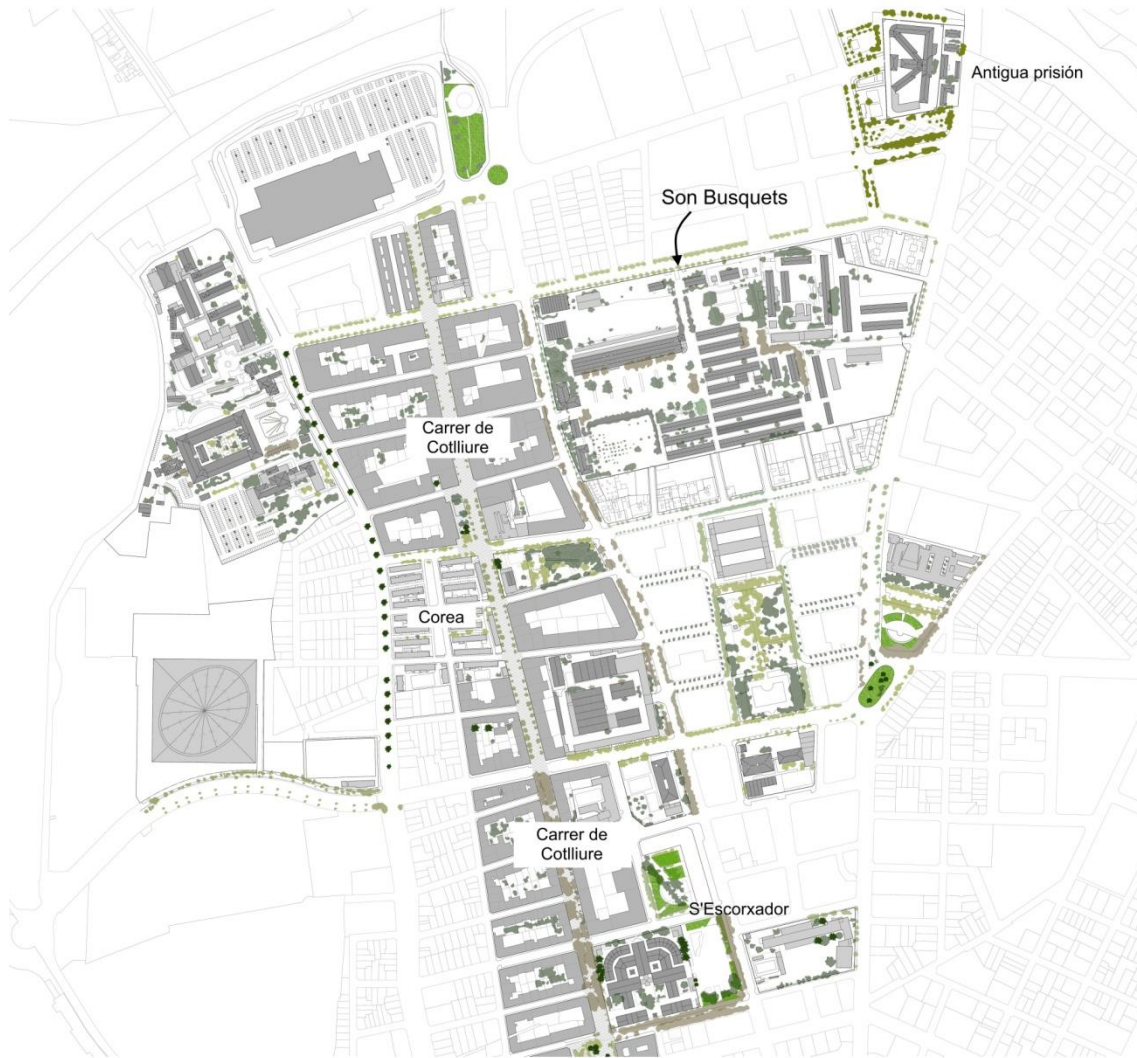 Antigua prisión
Son Busquets
Carrer de
Cotlliure
Corea
Carrer de
Cotlliure
S'Escorxador